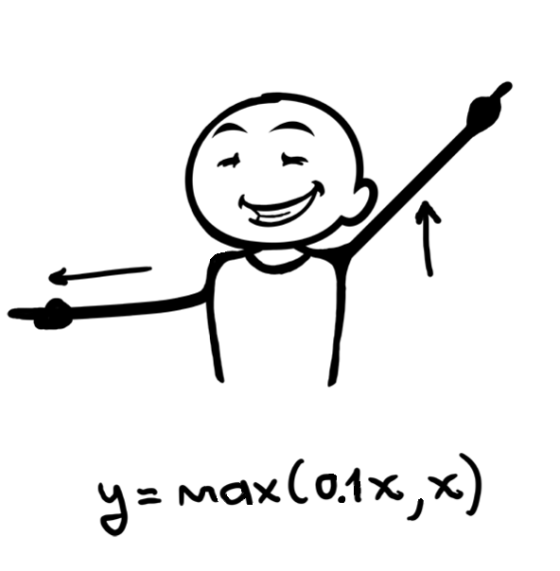 y = max(0.1x, x)